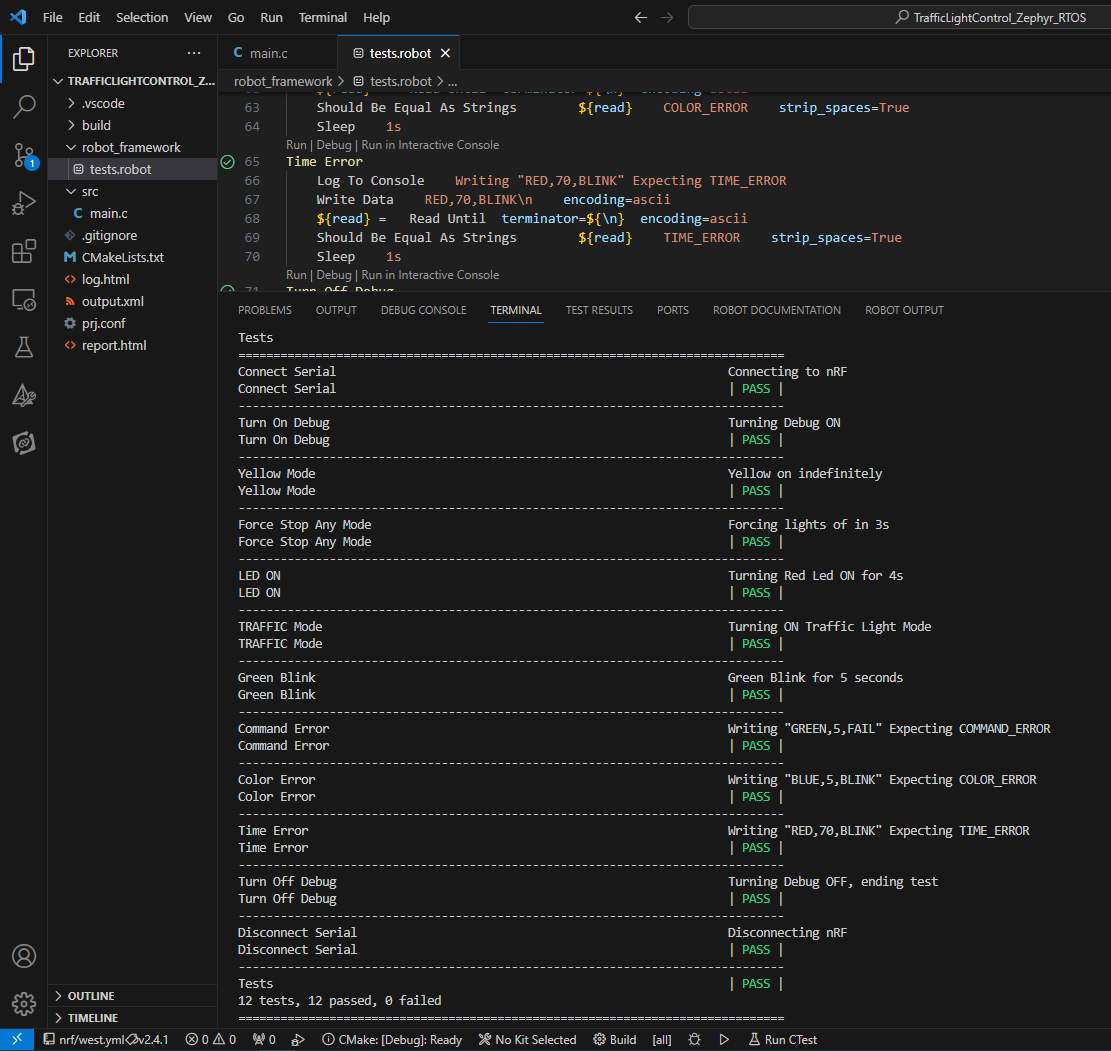 File Edit Selection View Go Run Terminal Help
TrafficLightControl_Zephyr_RTOS
EXPLORER
TRAFFICLIGHTCONTROL_Z...
.vscode
build
robot_framework
tests.robot
src
C main.c
.gitignore
M CMakeLists.txt
<> log.html
output.xml
prj.conf
<> report.html
OUTLINE
TIMELINE
C main.c
tests.robot
robot_framework > tests.robot > ...
63 Should Be Equal As Strings ${read} COLOR_ERROR strip_spaces=True
64 Sleep 1s
Run | Debug | Run in Interactive Console
65 Time Error
66 Log To Console Writing "RED,70,BLINK" Expecting TIME_ERROR
67 Write Data RED,70,BLINK\n encoding=ascii
68 ${read} = Read Until terminator=${\n} encoding=ascii
69 Should Be Equal As Strings ${read} TIME_ERROR strip_spaces=True
70 Sleep 1s
Run | Debug | Run in Interactive Console
71 Turn Off Debug
PROBLEMS OUTPUT DEBUG CONSOLE TERMINAL TEST RESULTS PORTS ROBOT DOCUMENTATION ROBOT OUTPUT
Tests
==============================================================================
Connect Serial Connecting to nRF
Connect Serial | PASS |
------------------------------------------------------------------------------
Turn On Debug Turning Debug ON
Turn On Debug | PASS |
------------------------------------------------------------------------------
Yellow Mode Yellow on indefinitely
Yellow Mode | PASS |
------------------------------------------------------------------------------
Force Stop Any Mode Forcing lights of in 3s
Force Stop Any Mode | PASS |
------------------------------------------------------------------------------
LED ON Turning Red Led ON for 4s
LED ON | PASS |
------------------------------------------------------------------------------
TRAFFIC Mode Turning ON Traffic Light Mode
TRAFFIC Mode | PASS |
------------------------------------------------------------------------------
Green Blink Green Blink for 5 seconds
Green Blink | PASS |
------------------------------------------------------------------------------
Command Error Writing "GREEN,5,FAIL" Expecting COMMAND_ERROR
Command Error | PASS |
------------------------------------------------------------------------------
Color Error Writing "BLUE,5,BLINK" Expecting COLOR_ERROR
Color Error | PASS |
------------------------------------------------------------------------------
Time Error Writing "RED,70,BLINK" Expecting TIME_ERROR
Time Error | PASS |
------------------------------------------------------------------------------
Turn Off Debug Turning Debug OFF, ending test
Turn Off Debug | PASS |
------------------------------------------------------------------------------
Disconnect Serial Disconnecting nRF
Disconnect Serial | PASS |
------------------------------------------------------------------------------
Tests | PASS |
12 tests, 12 passed, 0 failed
==============================================================================
1
nrf/west.yml v2.4.1 0 0 0 CMake: [Debug]: Ready No Kit Selected Build [all] Run CTest